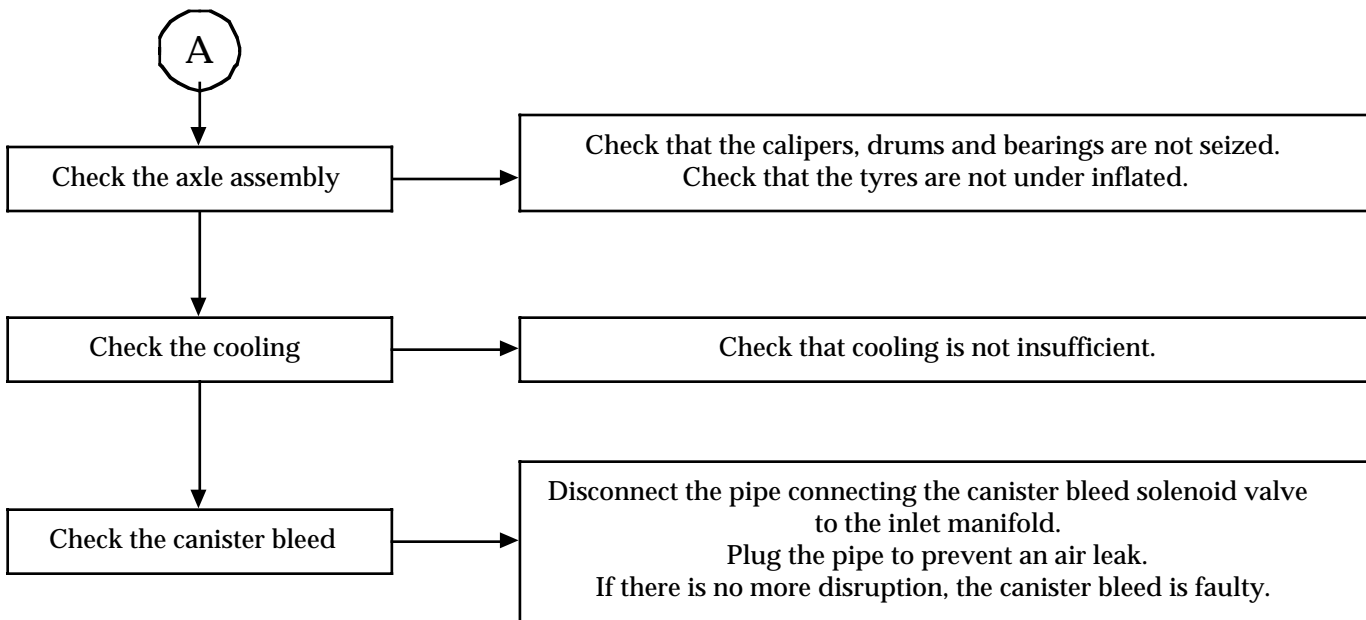 A
Check the axle assembly
Check that the calipers, drums and bearings are not seized.
Check that the tyres are not under inflated.
Check the cooling
Check that cooling is not insufficient.
Check the canister bleed
Disconnect the pipe connecting the canister bleed solenoid valve
to the inlet manifold.
Plug the pipe to prevent an air leak.
If there is no more disruption, the canister bleed is faulty.